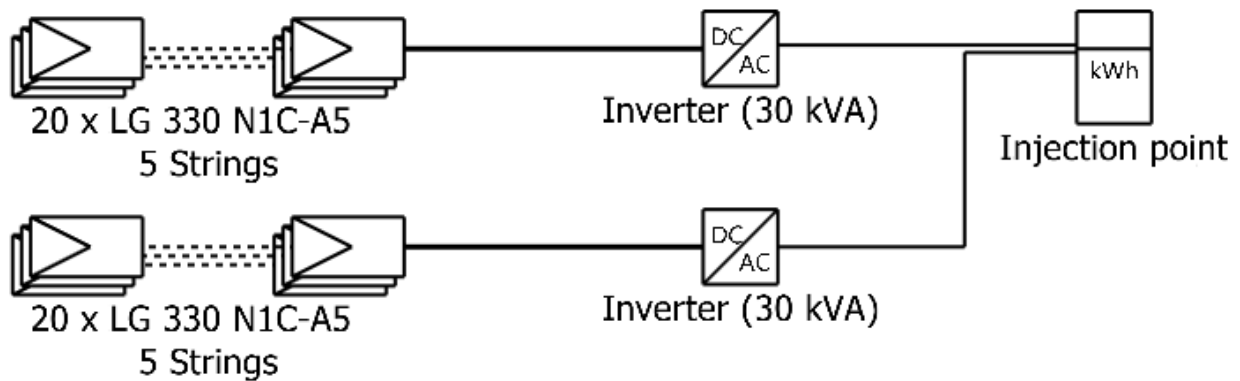 DC
AC
kWh
20 x LG 330 N1C-A5
5 Strings
Inverter (30 kVA)
Injection point
DC
AC
20 x LG 330 N1C-A5
5 Strings
Inverter (30 kVA)